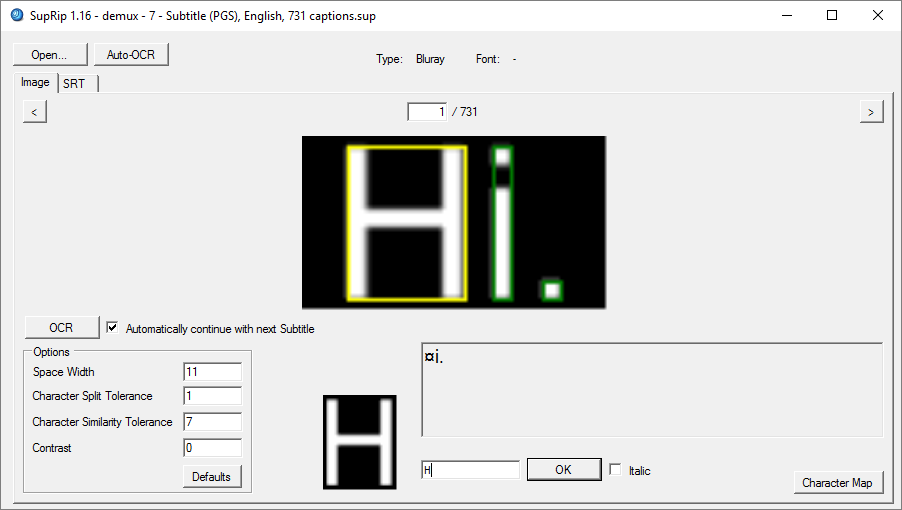 SupRip 1.16 - demux - 7 - Subtitle (PGS), English, 731 captions.sup
Open... Auto-OCR
Type: Bluray Font: -
Image SRT
< 1 / 731 >
Hi.
OCR Automatically continue with next Subtitle
Options
Space Width 11
Character Split Tolerance 1
Character Similarity Tolerance 7
Contrast 0
Defaults
H
¤i.
H OK Italic
Character Map